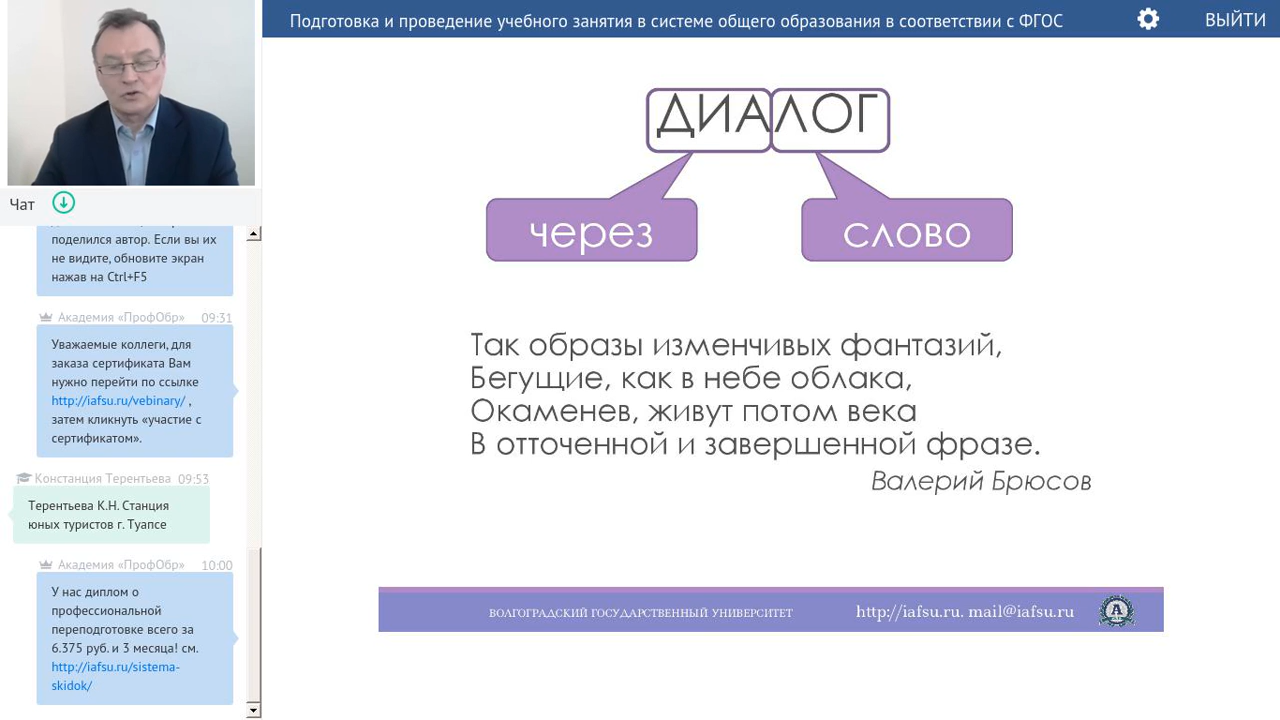 Подготовка и проведение учебного занятия в системе общего образования в соответствии с ФГОС
ВЫЙТИ
Чат
поделился автор. Если вы их
не видите, обновите экран
нажав на Ctrl+F5
Академия «ПрофОбр» 09:31
Уважаемые коллеги, для
заказа сертификата Вам
нужно перейти по ссылке
http://iafsu.ru/vebinary/ ,
затем кликнуть «участие с
сертификатом».
Констанция Терентьева 09:53
Терентьева К.Н. Станция
юных туристов г. Туапсе
Академия «ПрофОбр» 10:00
У нас диплом о
профессиональной
переподготовке всего за
6.375 руб. и 3 месяца! см.
http://iafsu.ru/sistema-
skidok/
ДИАЛОГ
через
слово
Так образы изменчивых фантазий,
Бегущие, как в небе облака,
Окаменев, живут потом века
В отточенной и завершенной фразе.
Валерий Брюсов
ВОЛГОГРАДСКИЙ ГОСУДАРСТВЕННЫЙ УНИВЕРСИТЕТ
http://iafsu.ru. mail@iafsu.ru